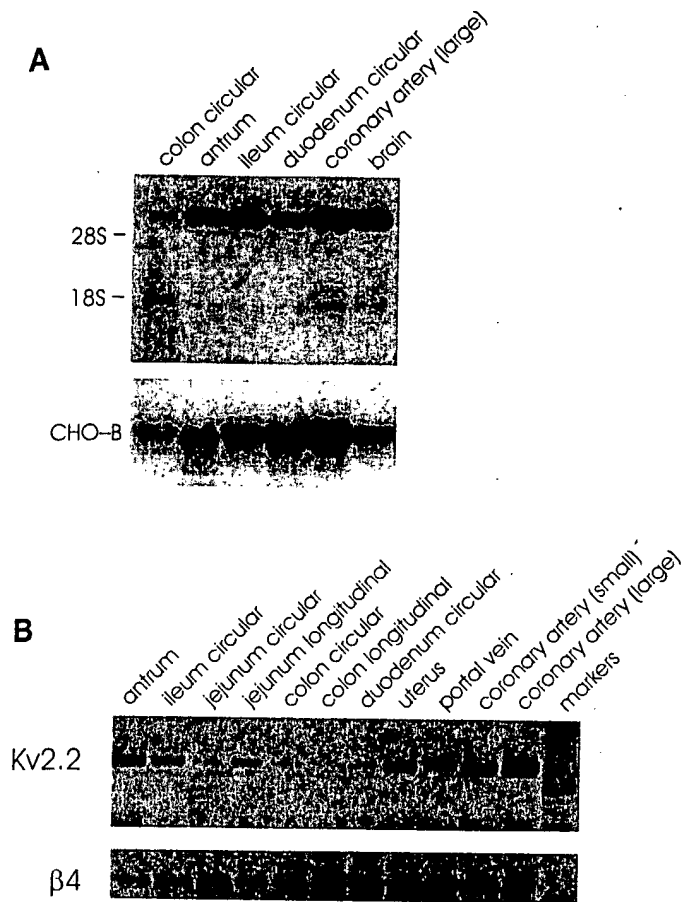 A
colon circular
antrum
ileum circular
duodenum circular
coronary artery (large)
brain
28S
18S
CHO-B
B
antrum
ileum circular
jejunum circular
jejunum longitudinal
colon circular
colon longitudinal
duodenum circular
uterus
portal vein
coronary artery (small)
coronary artery (large)
markers
Kv2.2
β4